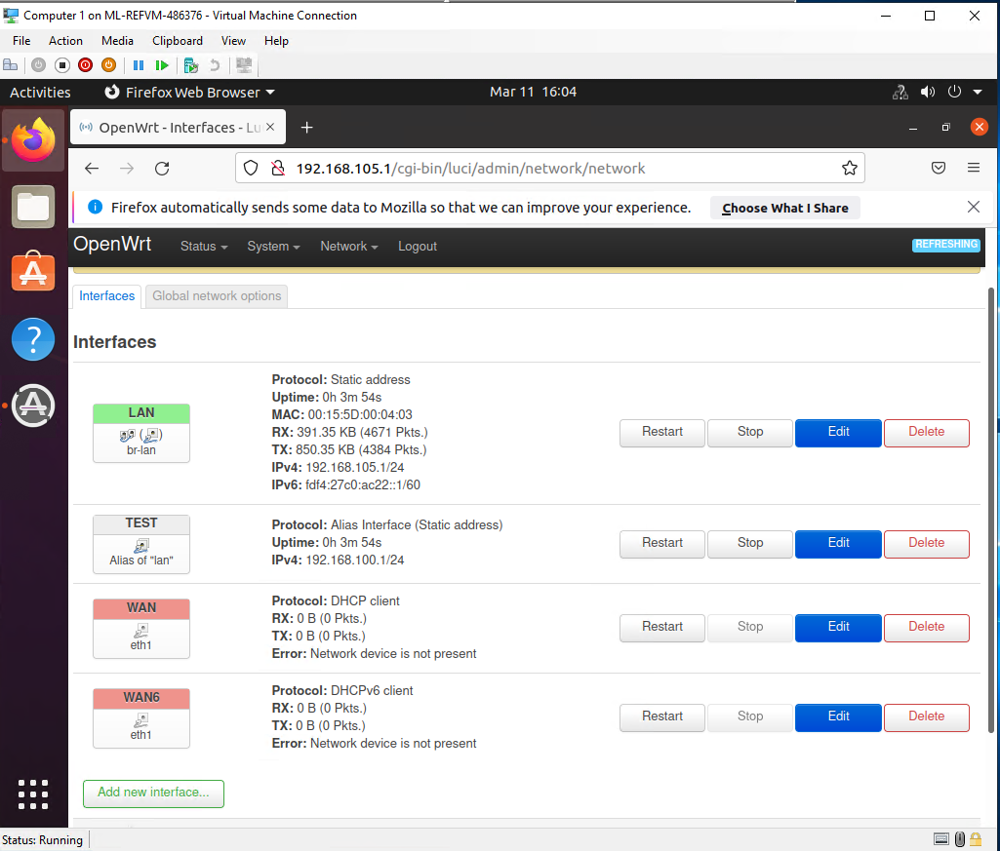 Computer 1 on ML-REFVM-486376 - Virtual Machine Connection
File Action Media Clipboard View Help
Activities Firefox Web Browser Mar 11 16:04
OpenWrt - Interfaces - Lu
192.168.105.1/cgi-bin/luci/admin/network/network
Firefox automatically sends some data to Mozilla so that we can improve your experience. Choose What I Share
OpenWrt Status System Network Logout REFRESHING
Interfaces Global network options
Interfaces
LAN
br-lan
Protocol: Static address
Uptime: 0h 3m 54s
MAC: 00:15:5D:00:04:03
RX: 391.35 KB (4671 Pkts.)
TX: 850.35 KB (4384 Pkts.)
IPv4: 192.168.105.1/24
IPv6: fdf4:27c0:ac22::1/60
Restart Stop Edit Delete
TEST
Alias of "lan"
Protocol: Alias Interface (Static address)
Uptime: 0h 3m 54s
IPv4: 192.168.100.1/24
Restart Stop Edit Delete
WAN
eth1
Protocol: DHCP client
RX: 0 B (0 Pkts.)
TX: 0 B (0 Pkts.)
Error: Network device is not present
Restart Stop Edit Delete
WAN6
eth1
Protocol: DHCPv6 client
RX: 0 B (0 Pkts.)
TX: 0 B (0 Pkts.)
Error: Network device is not present
Restart Stop Edit Delete
Add new interface...
Status: Running